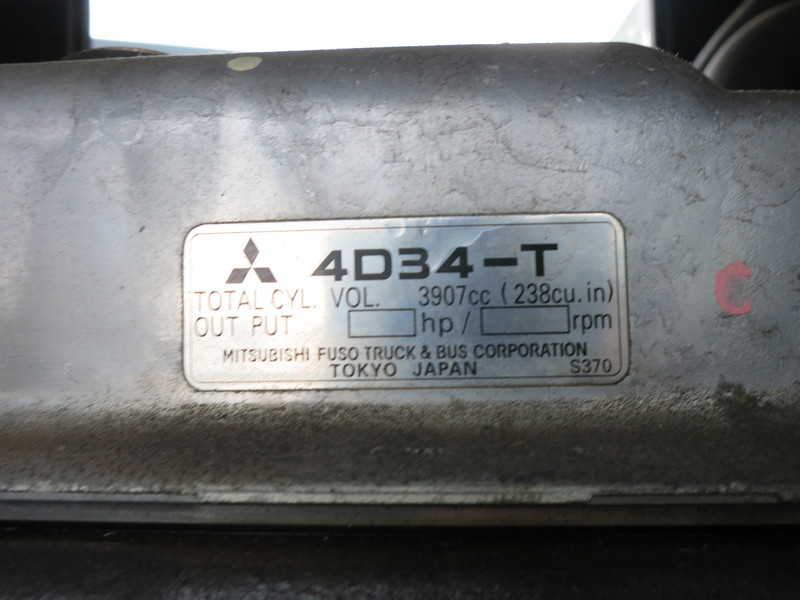 4D34-T
TOTAL CYL. VOL. 3907cc (238cu.in)
OUT PUT hp / rpm
MITSUBISHI FUSO TRUCK & BUS CORPORATION
TOKYO JAPAN S370
C